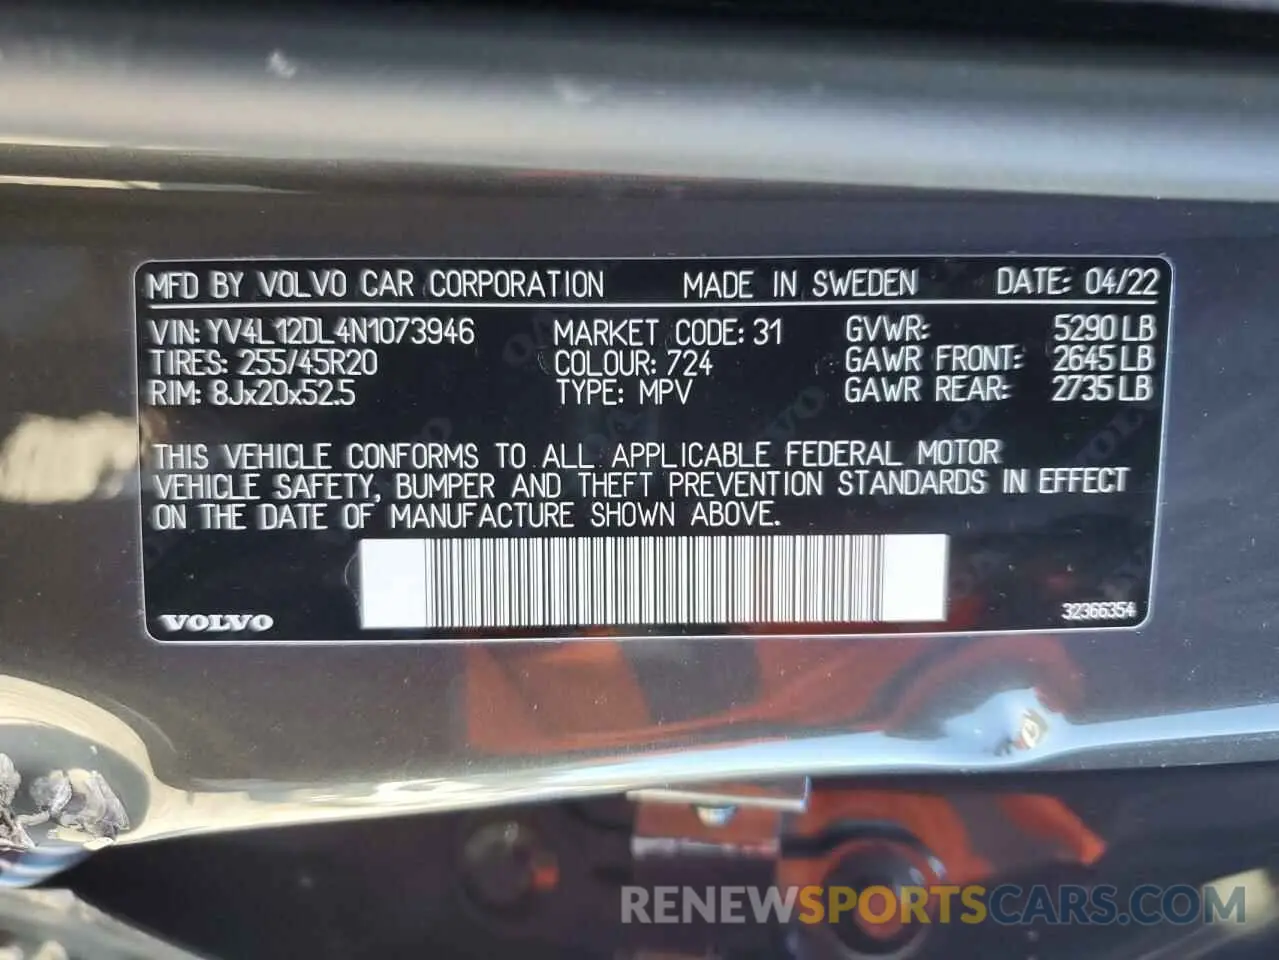 MFD BY VOLVO CAR CORPORATION MADE IN SWEDEN DATE: 04/22
VIN: YV4L12DL4N1073946 MARKET CODE: 31 GVWR: 5290 LB
TIRES: 255/45R20 COLOUR: 724 GAWR FRONT: 2645 LB
RIM: 8Jx20x52.5 TYPE: MPV GAWR REAR: 2735 LB
THIS VEHICLE CONFORMS TO ALL APPLICABLE FEDERAL MOTOR
VEHICLE SAFETY, BUMPER AND THEFT PREVENTION STANDARDS IN EFFECT
ON THE DATE OF MANUFACTURE SHOWN ABOVE.
VOLVO 32366354
RENEWSPORTSCARS.COM